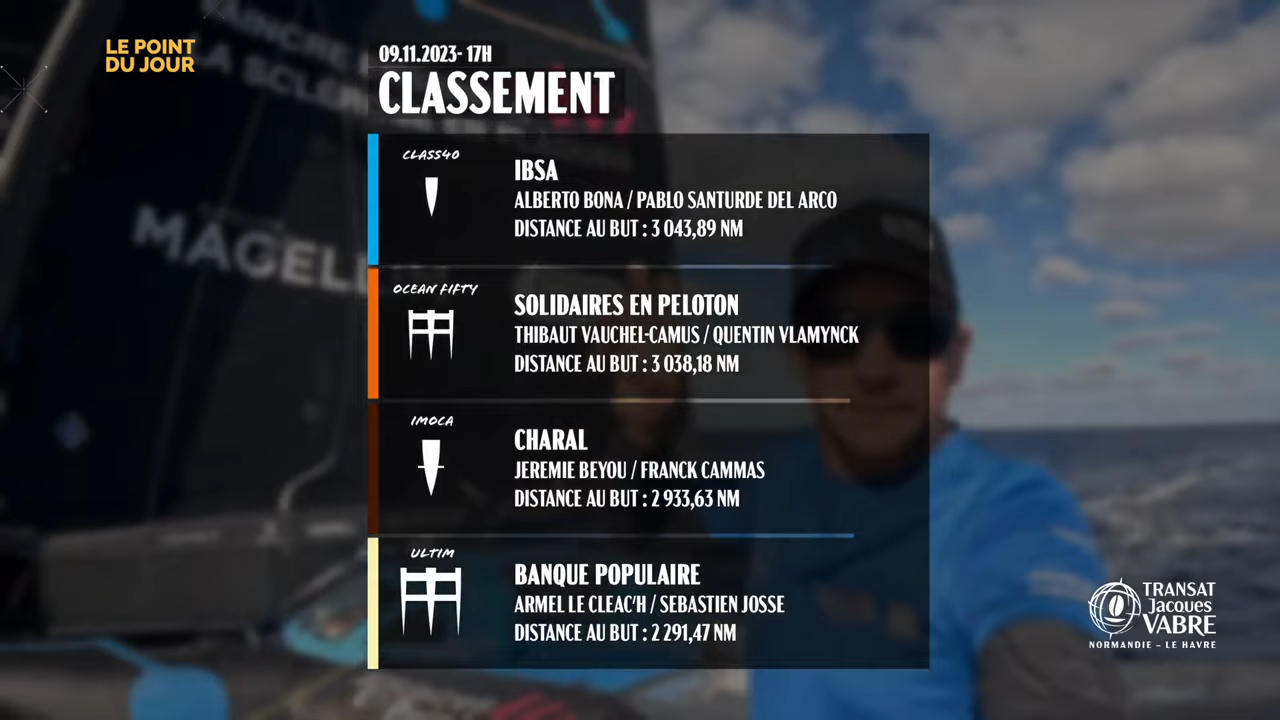 LE POINT
DU JOUR
09.11.2023- 17H
CLASSEMENT
CLASS40
IBSA
ALBERTO BONA / PABLO SANTURDE DEL ARCO
DISTANCE AU BUT : 3 043,89 NM
OCEAN FIFTY
SOLIDAIRES EN PELOTON
THIBAUT VAUCHEL-CAMUS / QUENTIN VLAMYNCK
DISTANCE AU BUT : 3 038,18 NM
IMOCA
CHARAL
JEREMIE BEYOU / FRANCK CAMMAS
DISTANCE AU BUT : 2 933,63 NM
ULTIM
BANQUE POPULAIRE
ARMEL LE CLEAC'H / SEBASTIEN JOSSE
DISTANCE AU BUT : 2 291,47 NM
TRANSAT
Jacques
VABRE
NORMANDIE – LE HAVRE